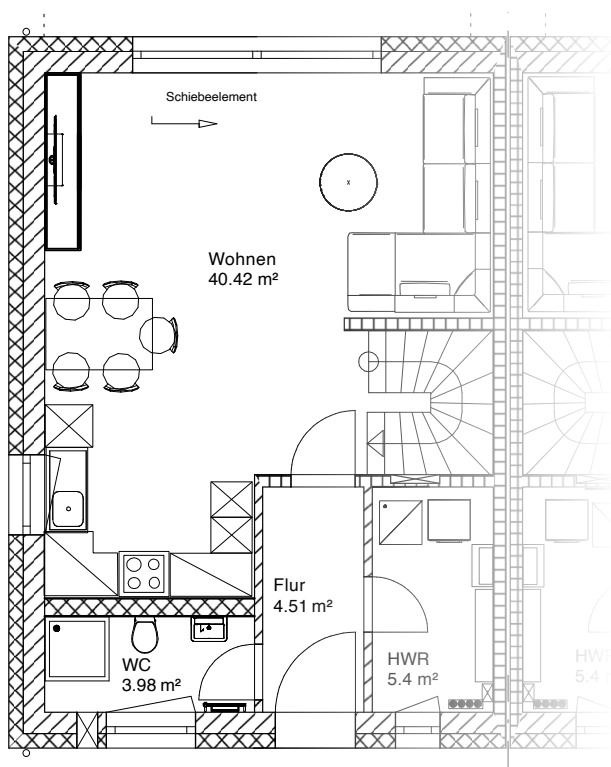 Schiebeelement
Wohnen
40.42 m²
Flur
4.51 m²
WC
3.98 m²
HWR
5.4 m²
HWR
5.4